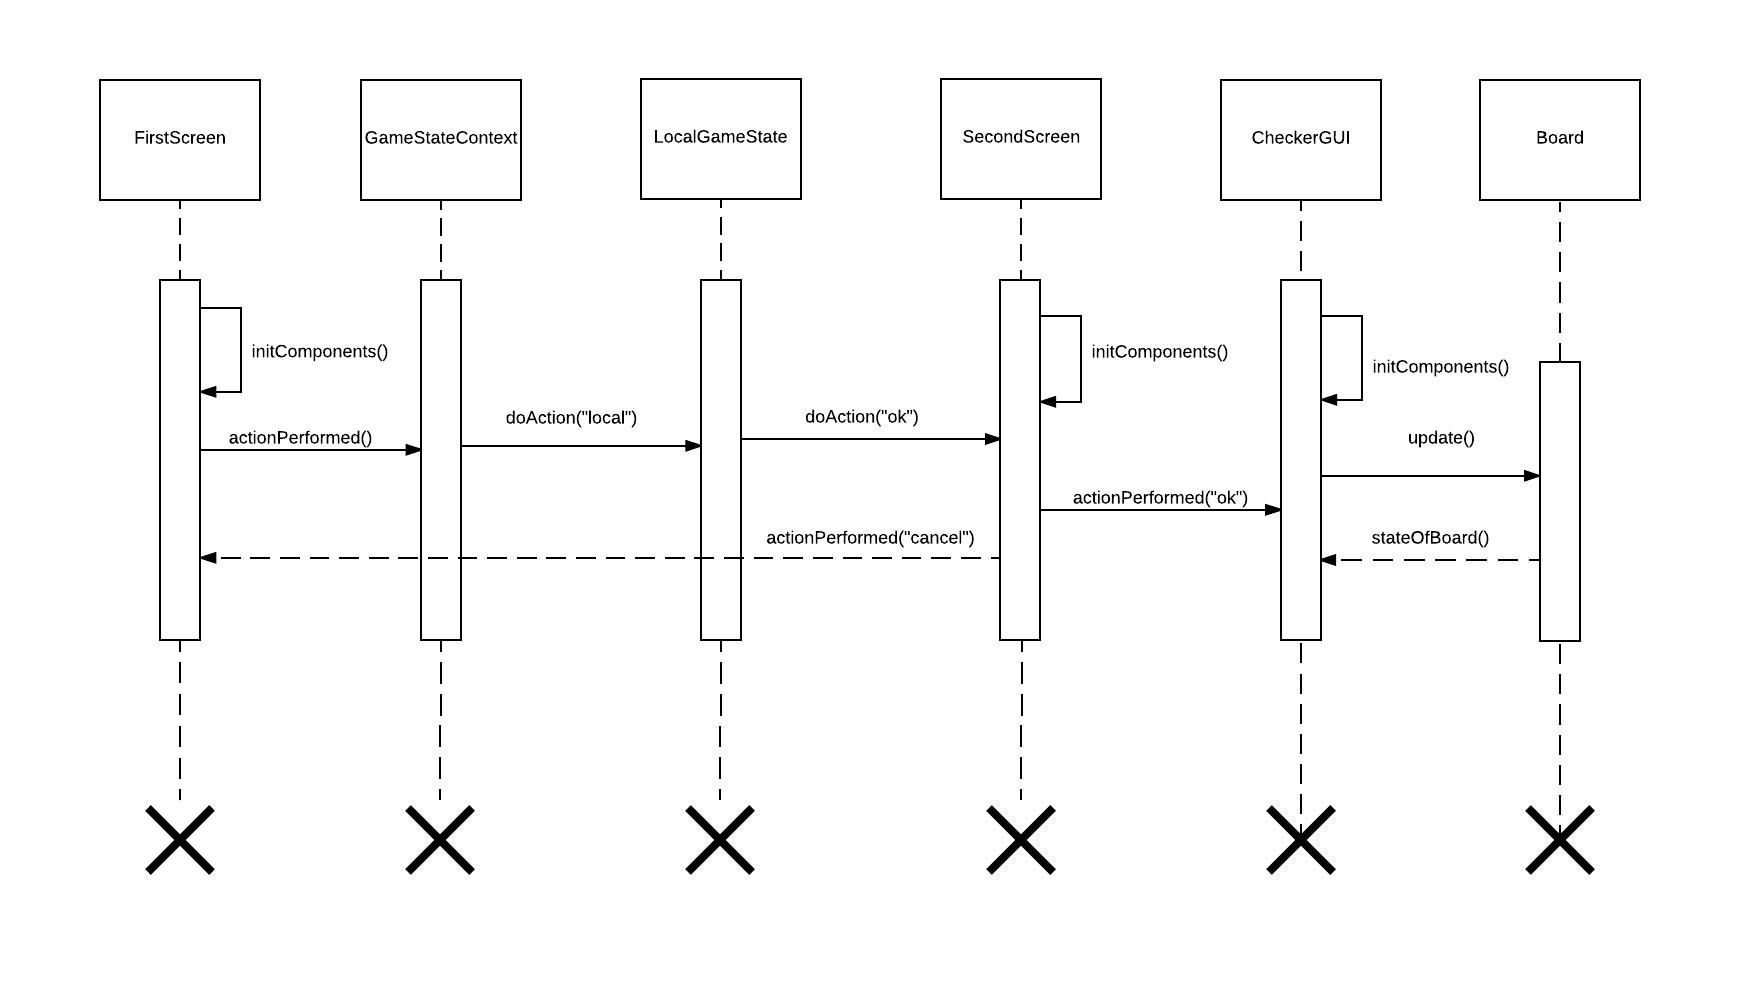 FirstScreen
GameStateContext
LocalGameState
SecondScreen
CheckerGUI
Board
initComponents()
initComponents()
initComponents()
doAction("local")
doAction("ok")
actionPerformed()
update()
actionPerformed("ok")
actionPerformed("cancel")
stateOfBoard()